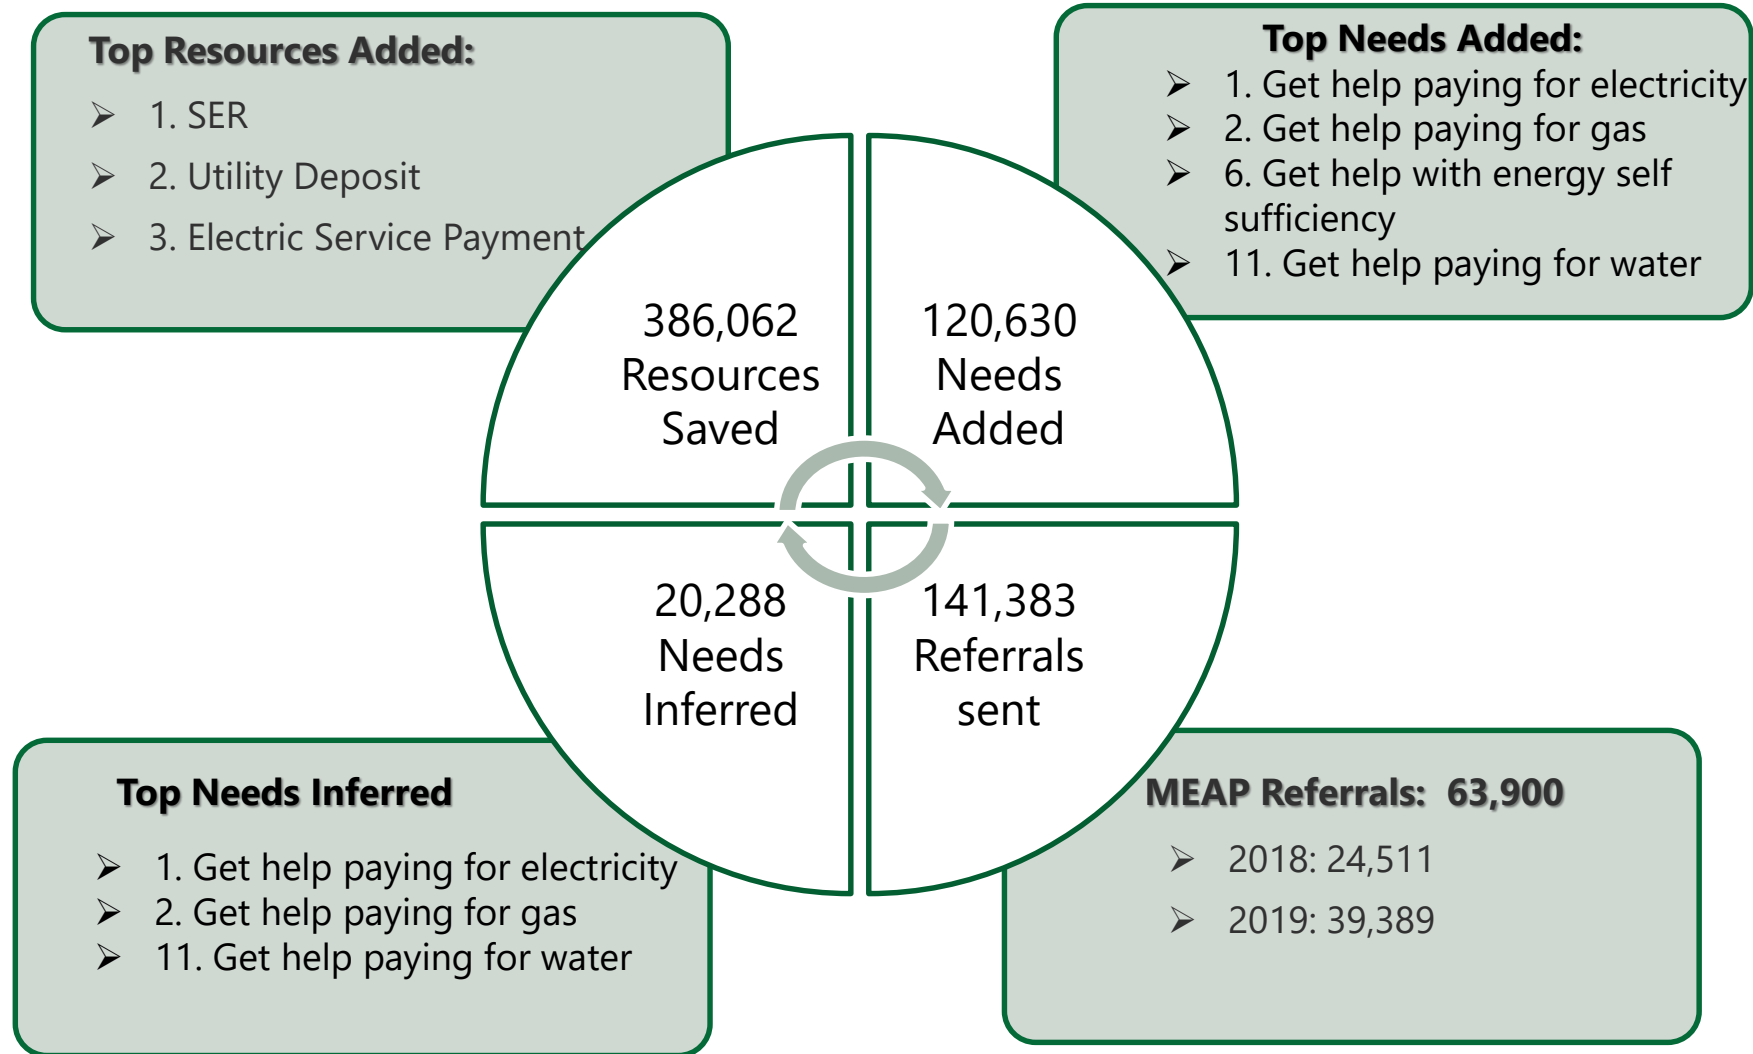 Top Resources Added:
➢ 1. SER
➢ 2. Utility Deposit
➢ 3. Electric Service Payment
Top Needs Added:
➢ 1. Get help paying for electricity
➢ 2. Get help paying for gas
➢ 6. Get help with energy self
sufficiency
➢ 11. Get help paying for water
386,062
Resources
Saved
120,630
Needs
Added
20,288
Needs
Inferred
141,383
Referrals
sent
Top Needs Inferred
➢ 1. Get help paying for electricity
➢ 2. Get help paying for gas
➢ 11. Get help paying for water
MEAP Referrals: 63,900
➢ 2018: 24,511
➢ 2019: 39,389